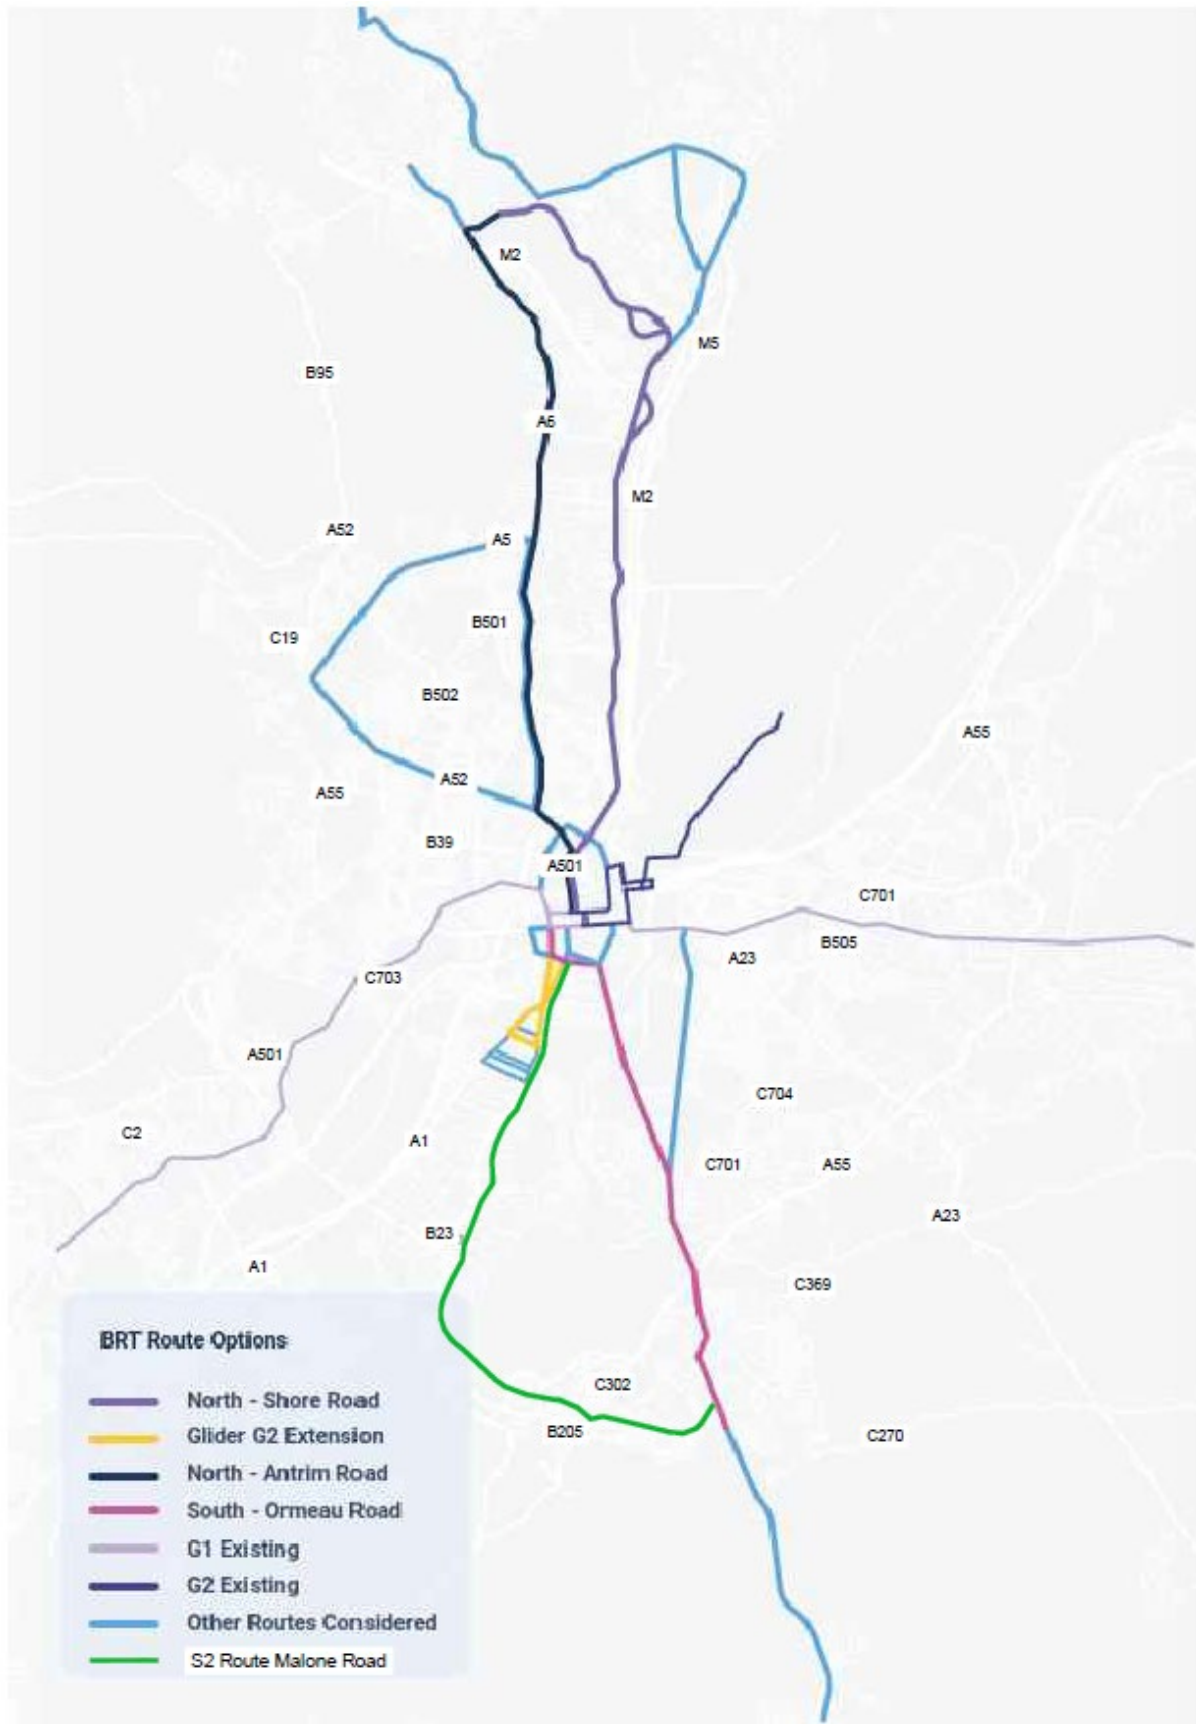 M2
M5
B95
A6
M2
A52
A5
B501
C19
B502
A55
A52
A55
B39
A501
C701
B505
A23
C703
A501
C704
C2
A1
C701
A55
A23
B23
A1
C369
C302
B205
C270
BRT Route Options
North - Shore Road
Glider G2 Extension
North - Antrim Road
South - Ormeau Road
G1 Existing
G2 Existing
Other Routes Considered
S2 Route Malone Road